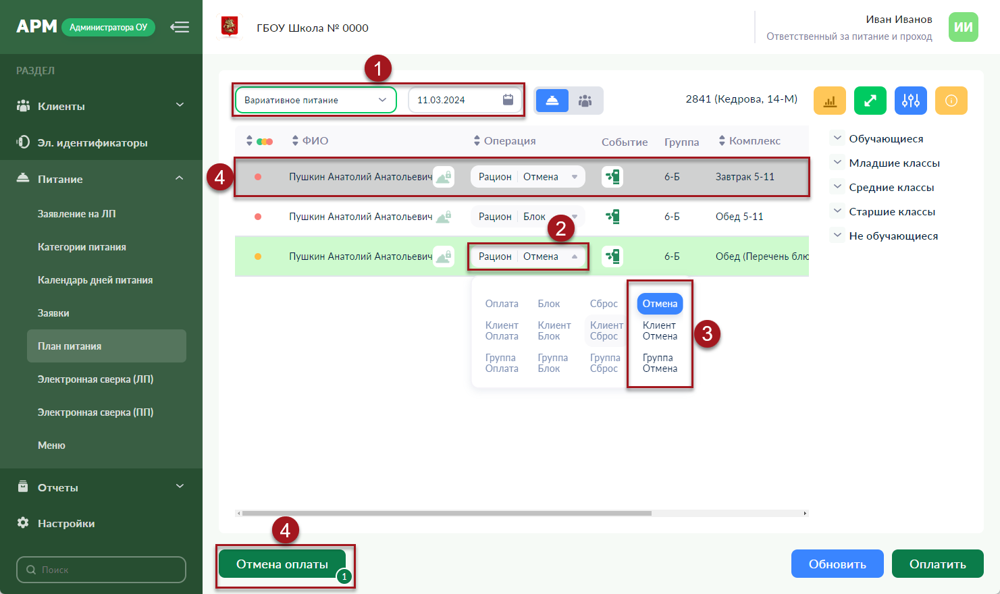 АРМ
Администратора ОУ
ГБОУ Школа № 0000
Иван Иванов
Ответственный за питание и проход
ИИ
РАЗДЕЛ
Клиенты
Эл. идентификаторы
Питание
Заявление на ЛП
Категории питания
Календарь дней питания
Заявки
План питания
Электронная сверка (ЛП)
Электронная сверка (ПП)
Меню
Отчеты
Настройки
Поиск
1
Вариативное питание
11.03.2024
2841 (Кедрова, 14-М)
ФИО
Операция
Событие
Группа
Комплекс
4
Пушкин Анатолий Анатольевич
Рацион
Отмена
6-Б
Завтрак 5-11
Пушкин Анатолий Анатольевич
Рацион
Блок
6-Б
Обед 5-11
2
Пушкин Анатолий Анатольевич
Рацион
Отмена
6-Б
Обед (Перечень блю
Оплата
Блок
Сброс
Отмена
Клиент Оплата
Клиент Блок
Клиент Сброс
Клиент Отмена
Группа Оплата
Группа Блок
Группа Сброс
Группа Отмена
3
Обучающиеся
Младшие классы
Средние классы
Старшие классы
Не обучающиеся
4
Отмена оплаты
1
Обновить
Оплатить